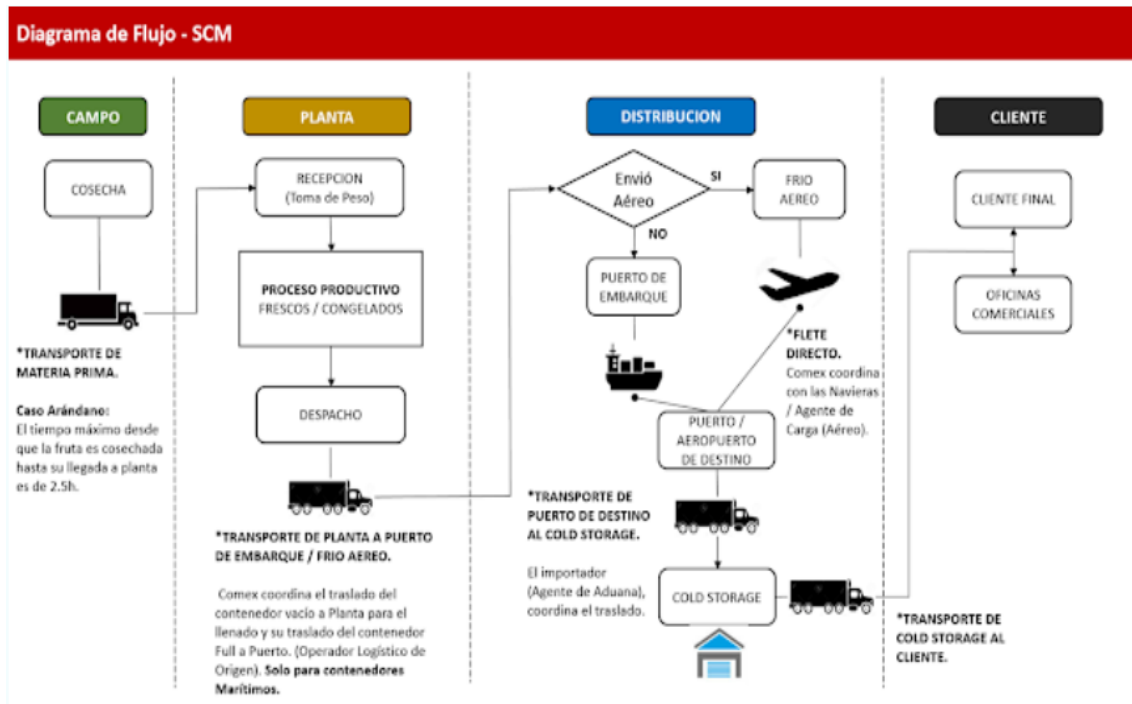 Diagrama de Flujo - SCM
CAMPO
COSECHA
*TRANSPORTE DE
MATERIA PRIMA.
Caso Arándano:
El tiempo máximo desde
que la fruta es cosechada
hasta su llegada a planta
es de 2.5h.
PLANTA
RECEPCION
(Toma de Peso)
PROCESO PRODUCTIVO
FRESCOS / CONGELADOS
DESPACHO
*TRANSPORTE DE PLANTA A PUERTO
DE EMBARQUE / FRIO AEREO.
Comex coordina el traslado del
contenedor vacío a Planta para el
llenado y su traslado del contenedor
Full a Puerto. (Operador Logístico de
Origen). Solo para contenedores
Marítimos.
DISTRIBUCION
Envió
Aéreo
SI
NO
FRIO
AEREO
PUERTO DE
EMBARQUE
*FLETE
DIRECTO.
Comex coordina
con las Navieras
/ Agente de
Carga (Aéreo).
PUERTO /
AEROPUERTO
DE DESTINO
*TRANSPORTE DE
PUERTO DE DESTINO
AL COLD STORAGE.
El importador
(Agente de Aduana),
coordina el traslado.
COLD STORAGE
CLIENTE
CLIENTE FINAL
OFICINAS
COMERCIALES
*TRANSPORTE DE
COLD STORAGE AL
CLIENTE.